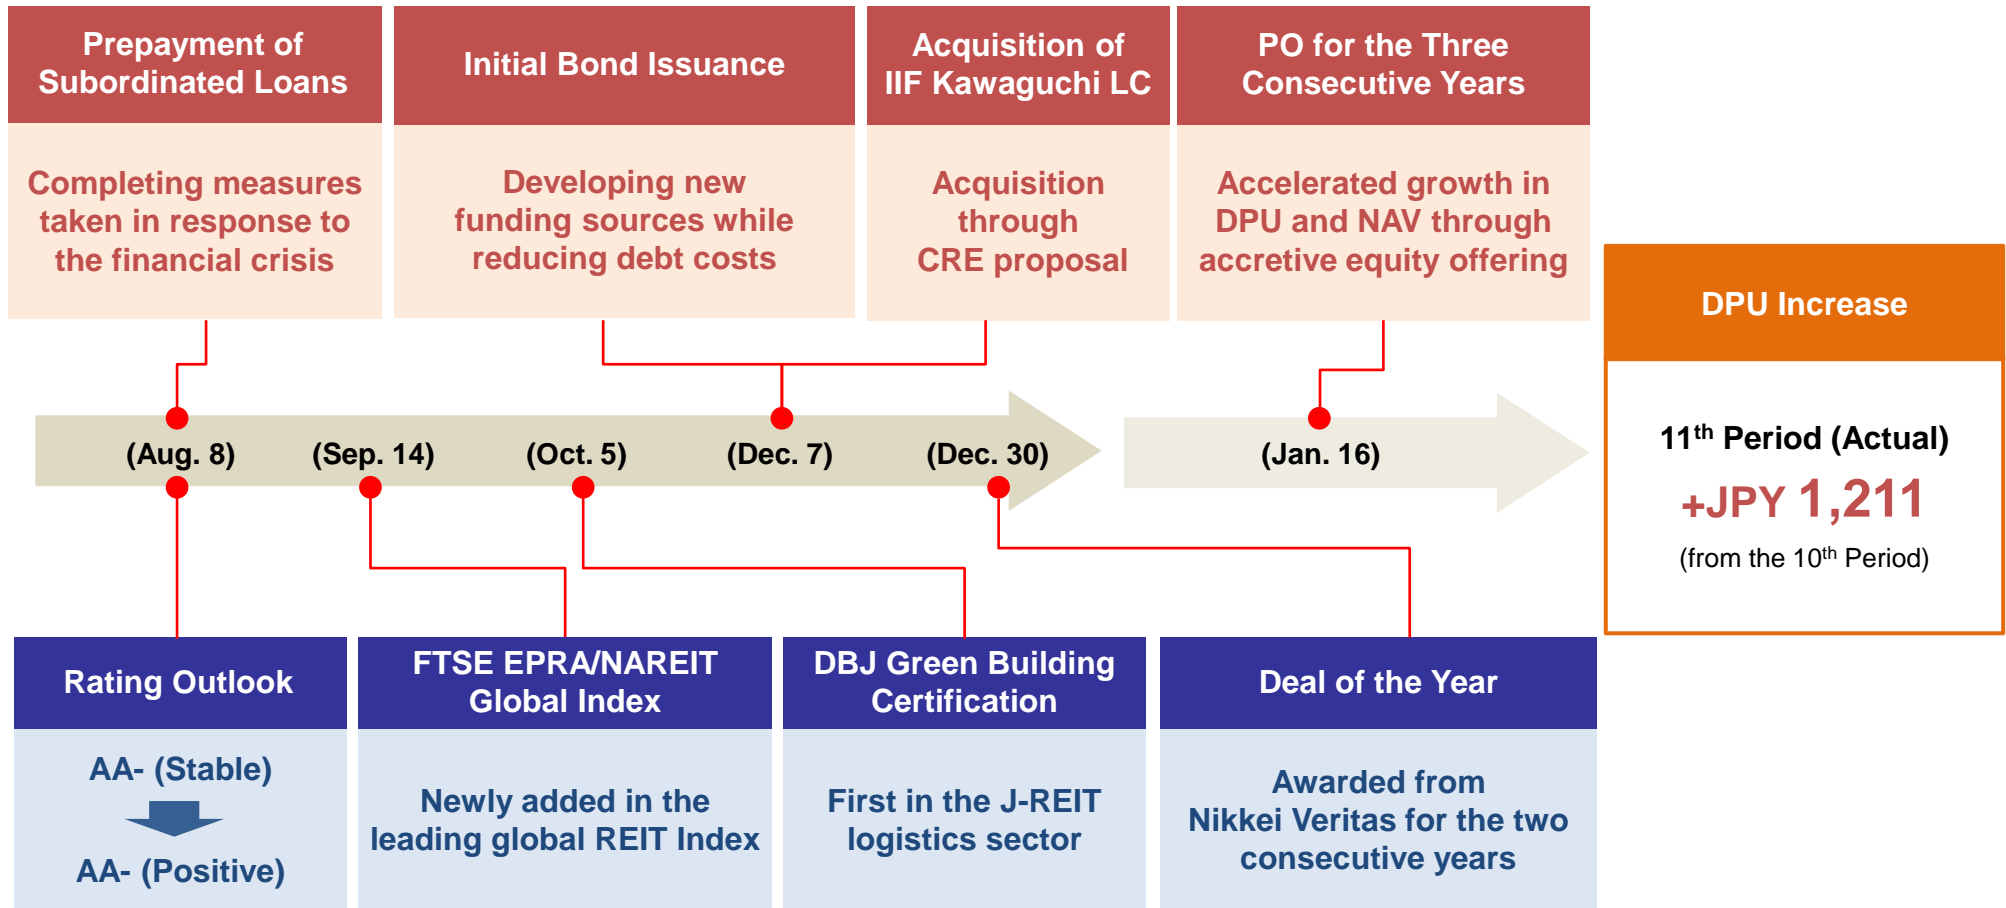 Prepayment of
Subordinated Loans
Completing measures
taken in response to
the financial crisis
Initial Bond Issuance
Developing new
funding sources while
reducing debt costs
Acquisition of
IIF Kawaguchi LC
Acquisition
through
CRE proposal
PO for the Three
Consecutive Years
Accelerated growth in
DPU and NAV through
accretive equity offering
(Aug. 8)
(Sep. 14)
(Oct. 5)
(Dec. 7)
(Dec. 30)
(Jan. 16)
DPU Increase
11th Period (Actual)
+JPY 1,211
(from the 10th Period)
Rating Outlook
AA- (Stable)
AA- (Positive)
FTSE EPRA/NAREIT
Global Index
Newly added in the
leading global REIT Index
DBJ Green Building
Certification
First in the J-REIT
logistics sector
Deal of the Year
Awarded from
Nikkei Veritas for the two
consecutive years